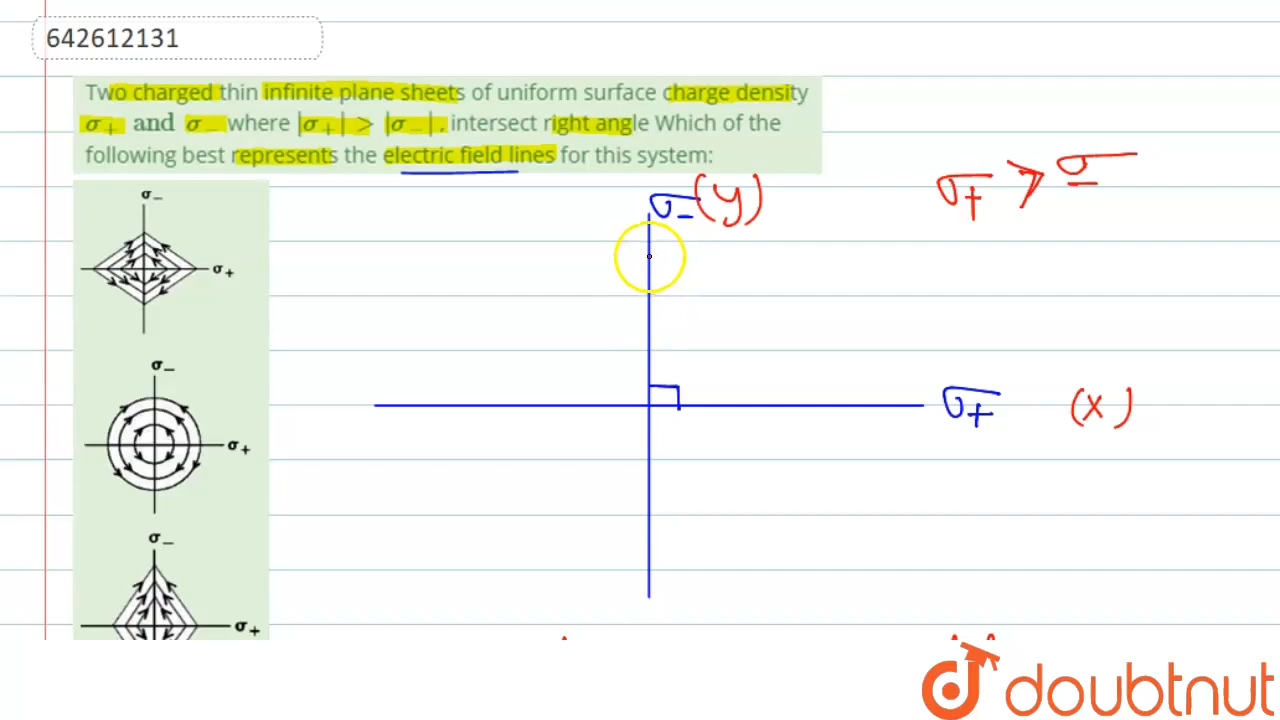 642612131
Two charged thin infinite plane sheets of uniform surface charge density
σ₊ and σ₋ where |σ₊| > |σ₋|, intersect right angle Which of the
following best represents the electric field lines for this system:
σ₋
σ₊
σ₋
σ₊
σ₋
σ₊
σ₋ (y)
σ₊ > σ₋
σ₊ (x)
doubtnut